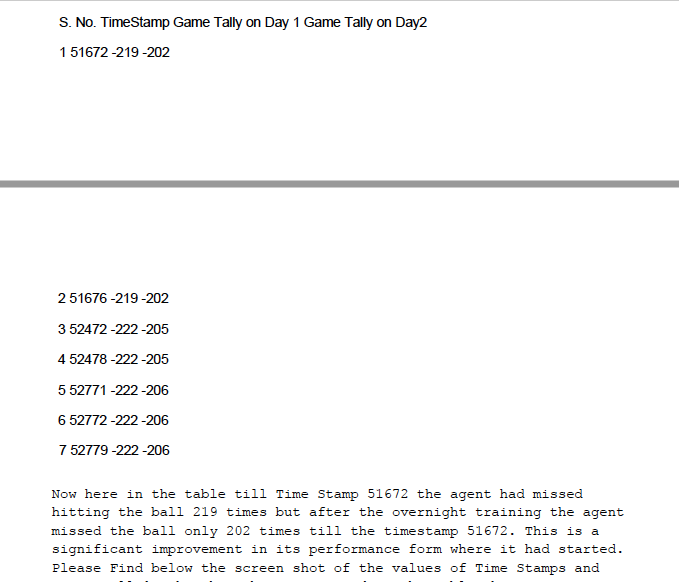 S. No. TimeStamp Game Tally on Day 1 Game Tally on Day2
1 51672 -219 -202
2 51676 -219 -202
3 52472 -222 -205
4 52478 -222 -205
5 52771 -222 -206
6 52772 -222 -206
7 52779 -222 -206
Now here in the table till Time Stamp 51672 the agent had missed
hitting the ball 219 times but after the overnight training the agent
missed the ball only 202 times till the timestamp 51672. This is a
significant improvement in its performance form where it had started.
Please Find below the screen shot of the values of Time Stamps and